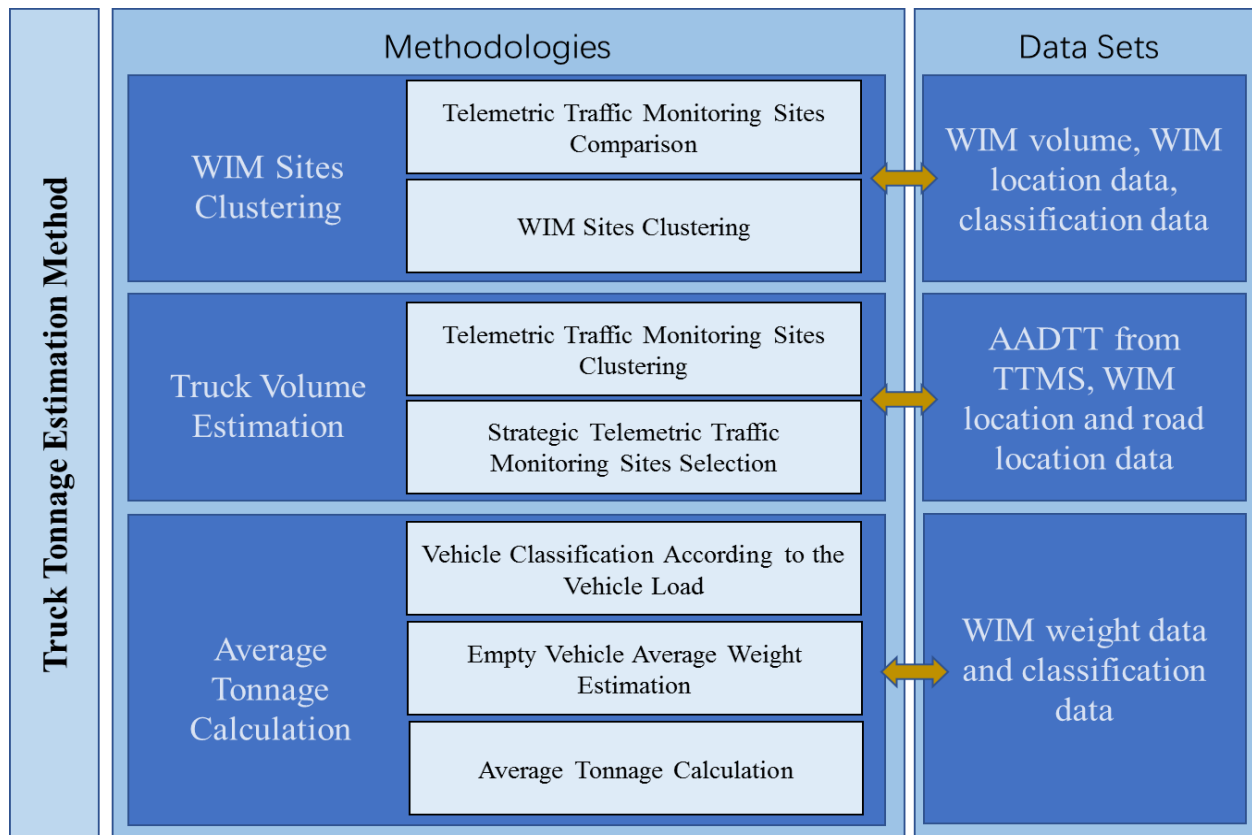 Truck Tonnage Estimation Method
Methodologies
Data Sets
WIM Sites
Clustering
Telemetric Traffic Monitoring Sites
Comparison
WIM Sites Clustering
WIM volume, WIM
location data,
classification data
Truck Volume
Estimation
Telemetric Traffic Monitoring Sites
Clustering
Strategic Telemetric Traffic
Monitoring Sites Selection
AADTT from
TTMS, WIM
location and road
location data
Average
Tonnage
Calculation
Vehicle Classification According to the
Vehicle Load
Empty Vehicle Average Weight
Estimation
Average Tonnage Calculation
WIM weight data
and classification
data